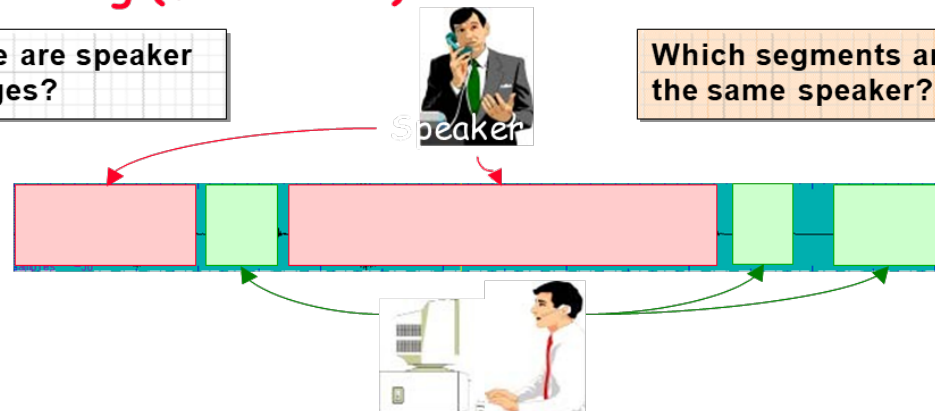 e are speaker
ges?
Which segments ar
the same speaker?
Speaker